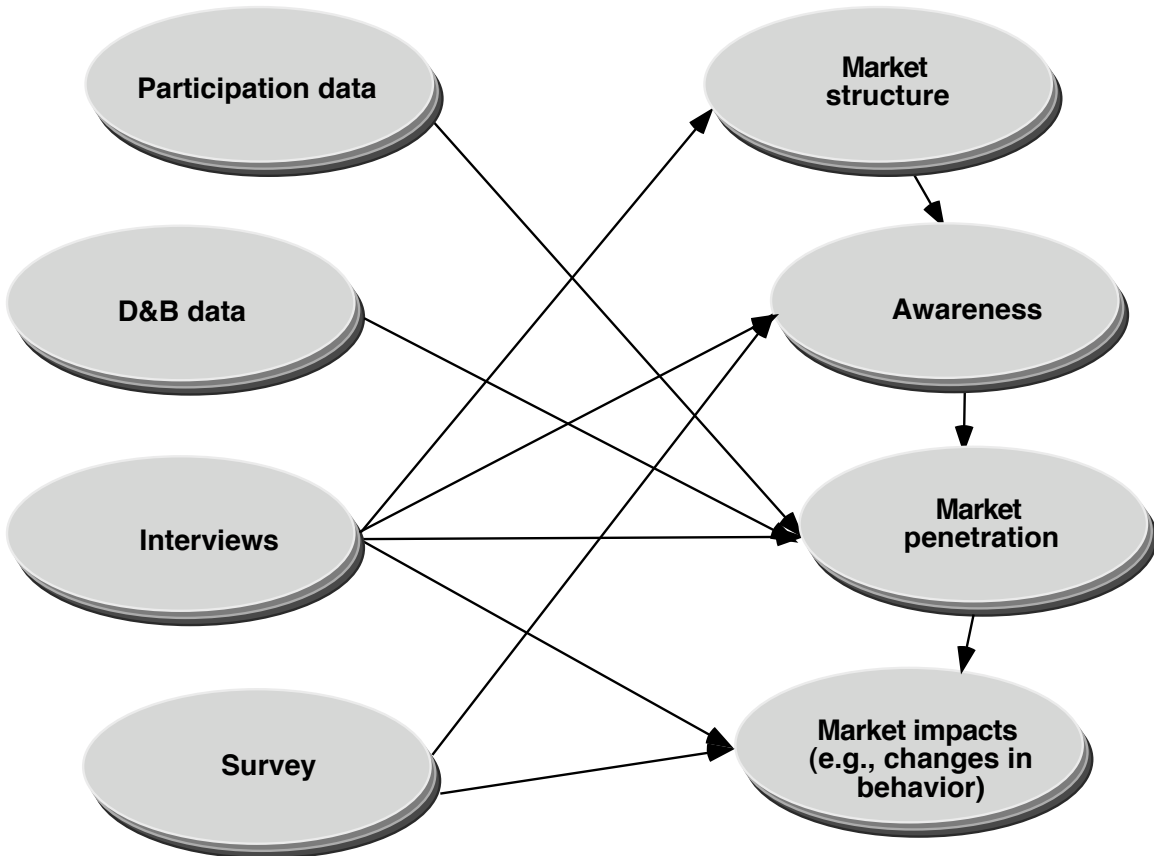 Participation data
Market
structure
D&B data
Awareness
Interviews
Market
penetration
Survey
Market impacts
(e.g., changes in
behavior)